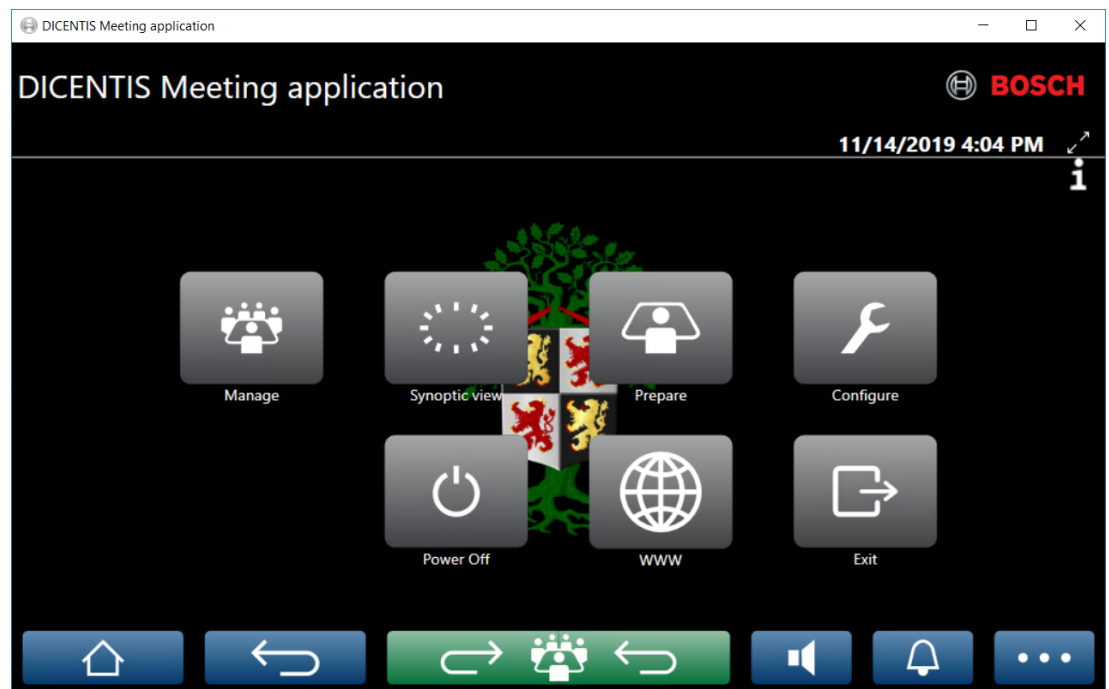 DICENTIS Meeting application
DICENTIS Meeting application
BOSCH
11/14/2019 4:04 PM
Manage
Synoptic view
Prepare
Configure
Power Off
WWW
Exit